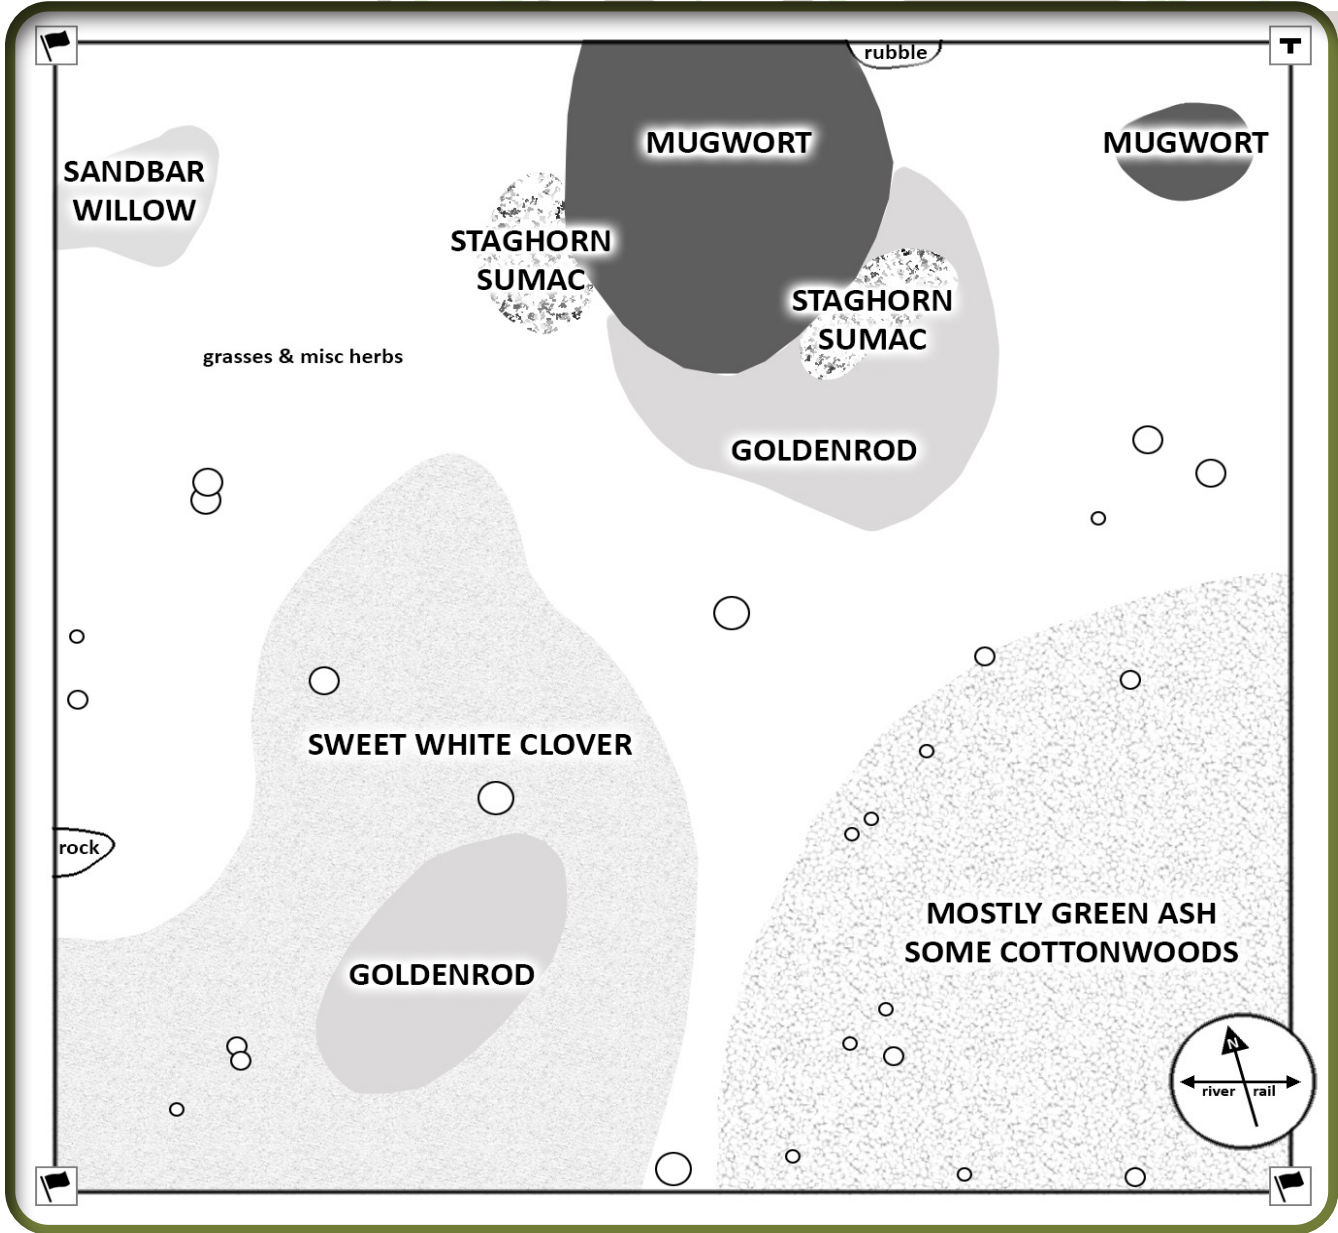 T
rubble
MUGWORT
MUGWORT
SANDBAR
WILLOW
STAGHORN
SUMAC
STAGHORN
SUMAC
grasses & misc herbs
GOLDENROD
SWEET WHITE CLOVER
rock
MOSTLY GREEN ASH
SOME COTTONWOODS
GOLDENROD
N
river rail